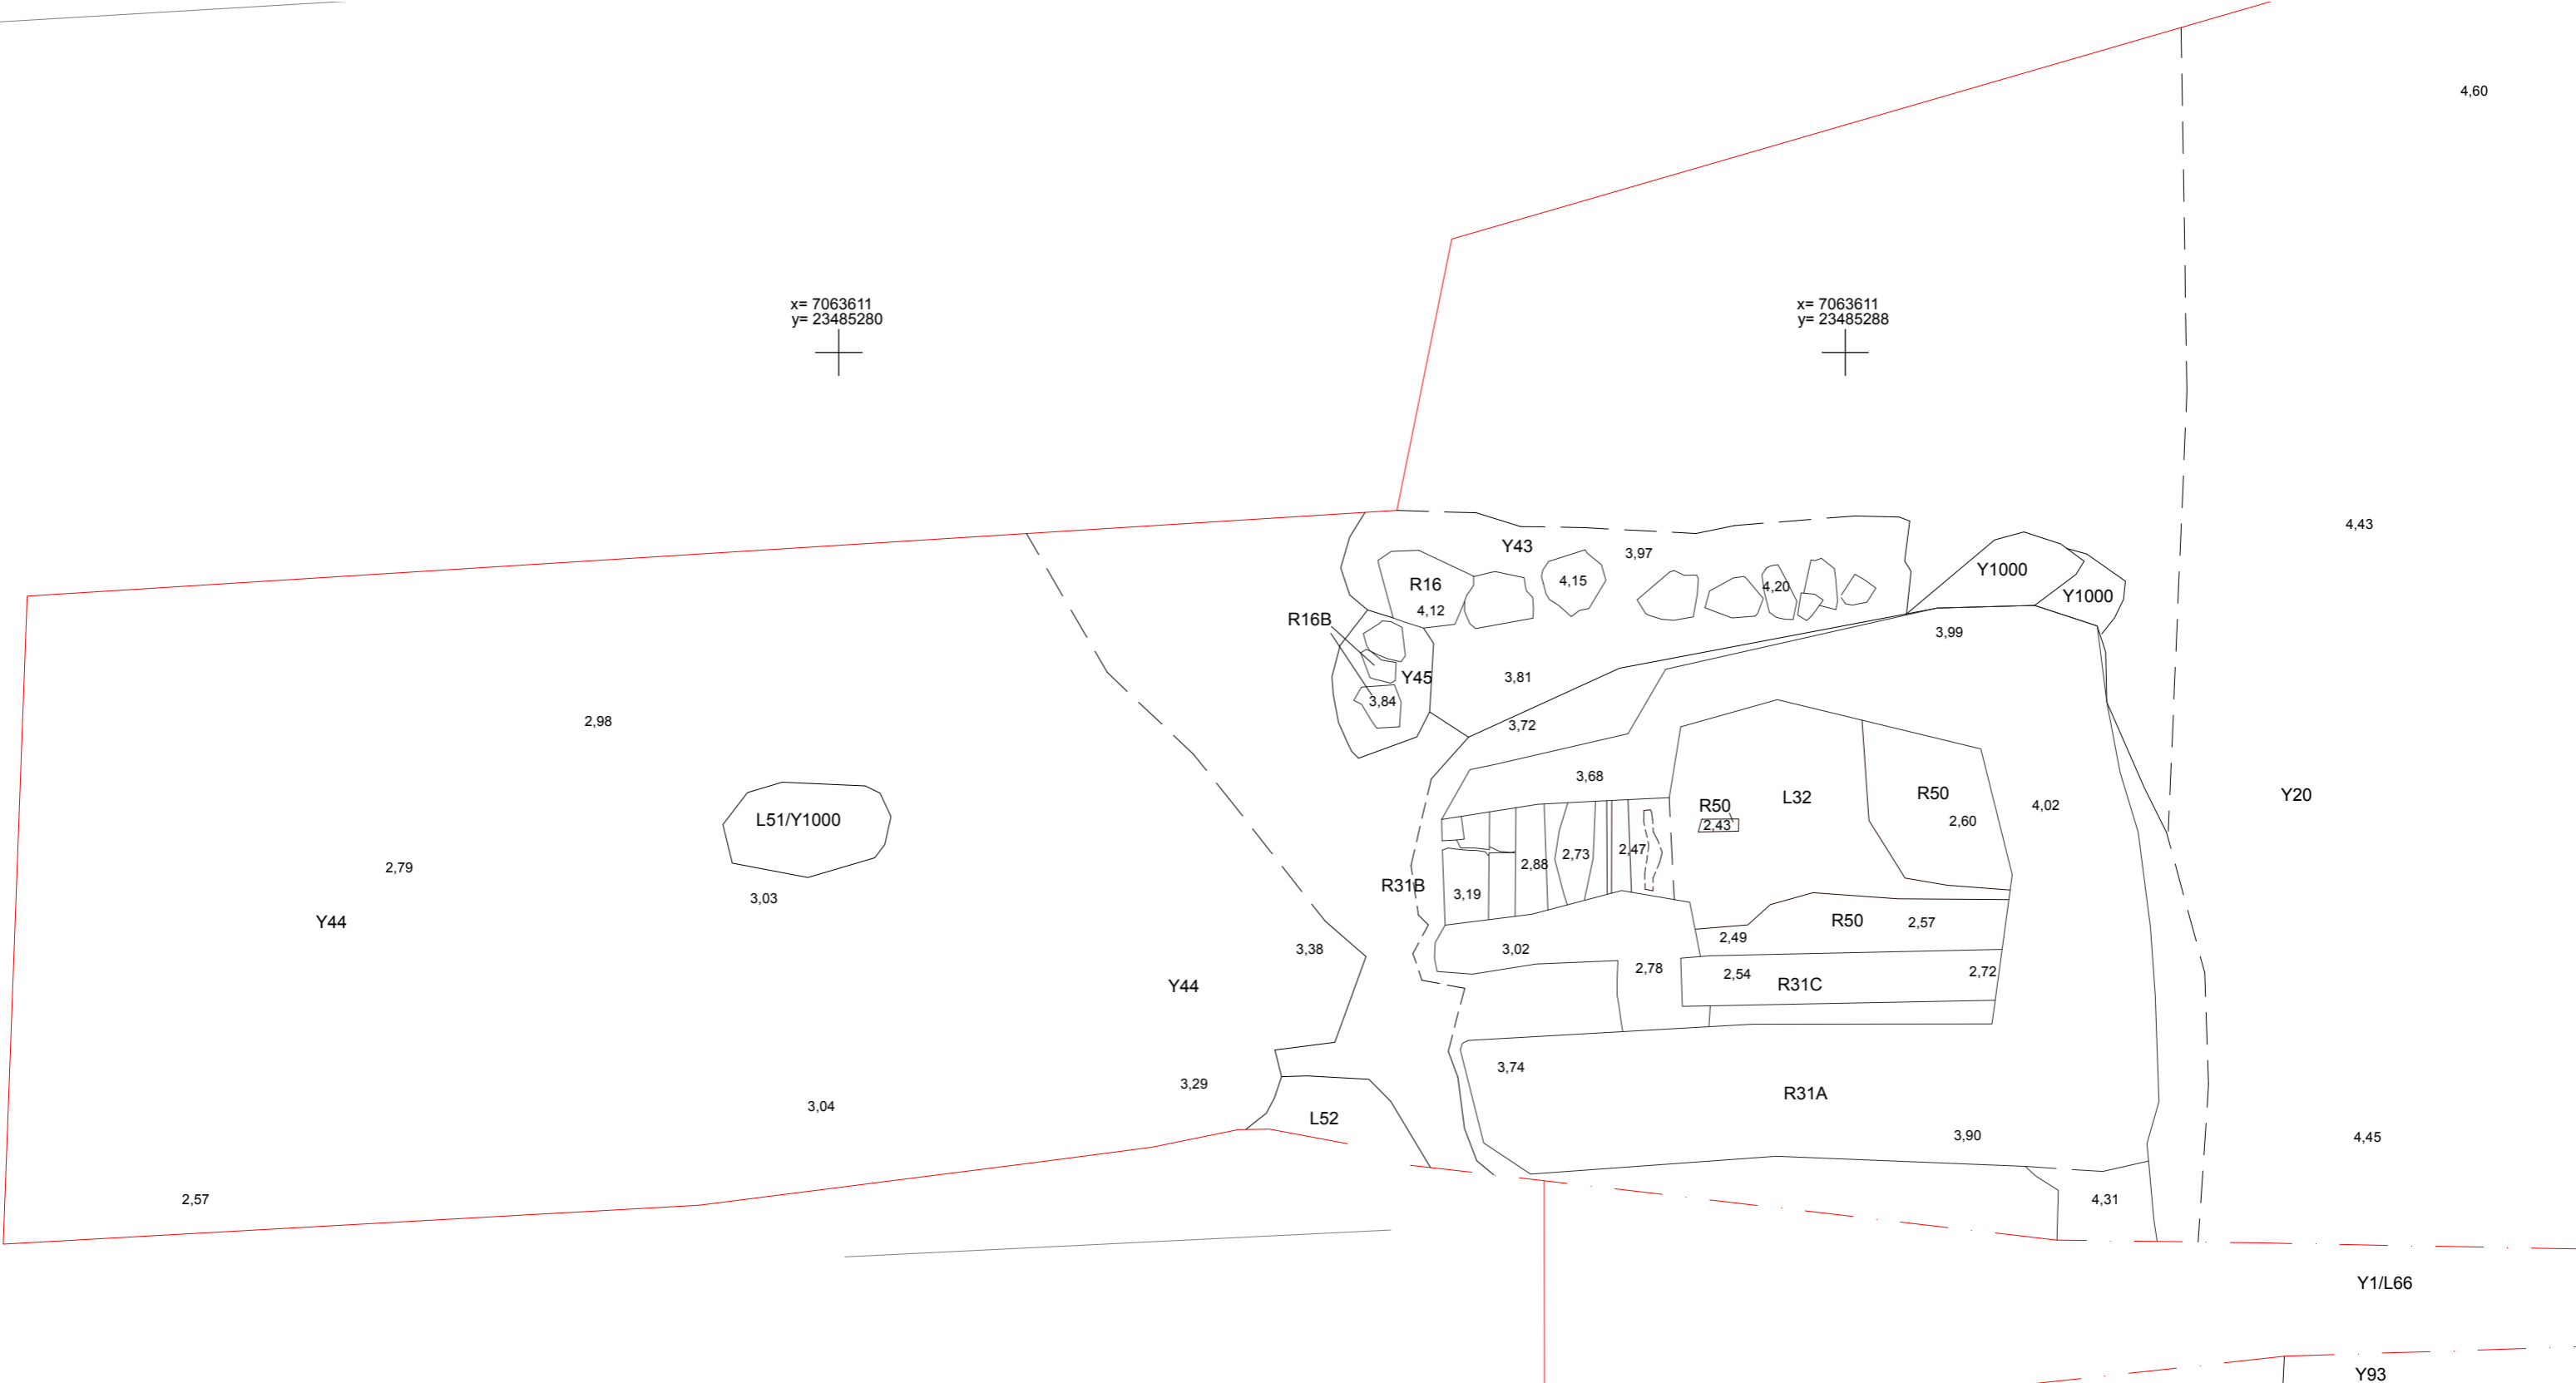 4,60
x= 7063611
y= 23485280
x= 7063611
y= 23485288
4,43
Y43
3,97
R16
4,12
4,15
4,20
Y1000
Y1000
R16B
3,99
Y45
3,81
3,84
2,98
3,72
3,68
L51/Y1000
R50
2,43
L32
R50
2,60
4,02
Y20
2,79
3,03
Y44
R31B
3,19
2,88
2,73
2,47
R50
2,57
2,49
3,38
3,02
2,78
2,54
2,72
R31C
Y44
3,74
3,29
R31A
3,04
L52
3,90
4,45
2,57
4,31
Y1/L66
Y93